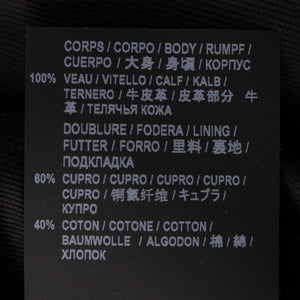 CORPS / CORPO / BODY / RUMPF /
CUERPO / 大身 / 身頃 / КОРПУС
100% VEAU / VITELLO / CALF / KALB /
TERNERO / 牛皮革 / 皮革部分 牛
革 / ТЕЛЯЧЬЯ КОЖА
DOUBLURE / FODERA / LINING /
FUTTER / FORRO / 里料 / 裏地 /
ПОДКЛАДКА
60% CUPRO / CUPRO / CUPRO / CUPRO /
CUPRO / 铜氨纤维 / キュプラ /
КУПРО
40% COTON / COTONE / COTTON /
BAUMWOLLE / ALGODON / 棉 / 綿 /
ХЛОПОК